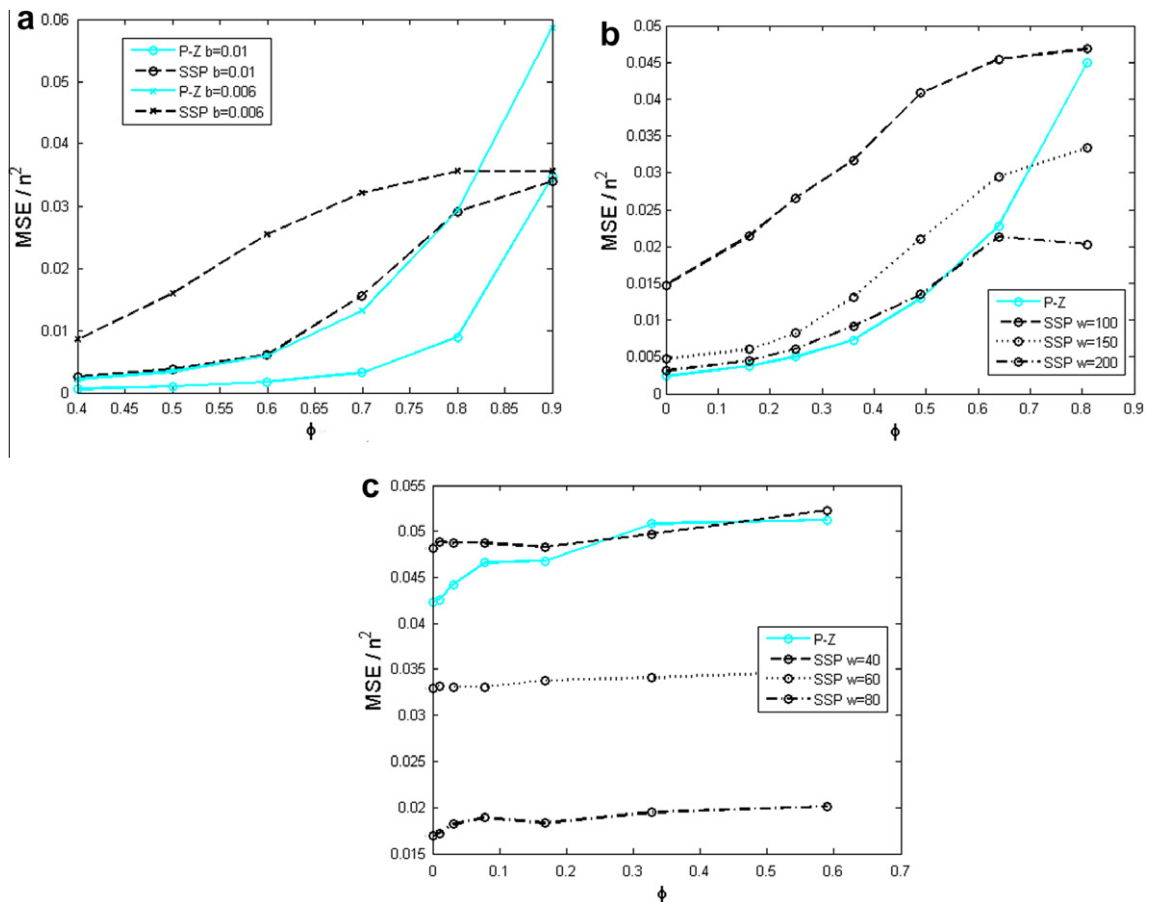 a
0.06
0.05
0.04
0.03
0.02
0.01
0
MSE / n²
P-Z b=0.01
SSP b=0.01
P-Z b=0.006
SSP b=0.006
0.4 0.45 0.5 0.55 0.6 0.65 0.7 0.75 0.8 0.85 0.9
ϕ
b
0.05
0.045
0.04
0.035
0.03
0.025
0.02
0.015
0.01
0.005
0
MSE / n²
P-Z
SSP w=100
SSP w=150
SSP w=200
0 0.1 0.2 0.3 0.4 0.5 0.6 0.7 0.8 0.9
ϕ
c
0.055
0.05
0.045
0.04
0.035
0.03
0.025
0.02
0.015
MSE / n²
P-Z
SSP w=40
SSP w=60
SSP w=80
0 0.1 0.2 0.3 0.4 0.5 0.6 0.7
ϕ